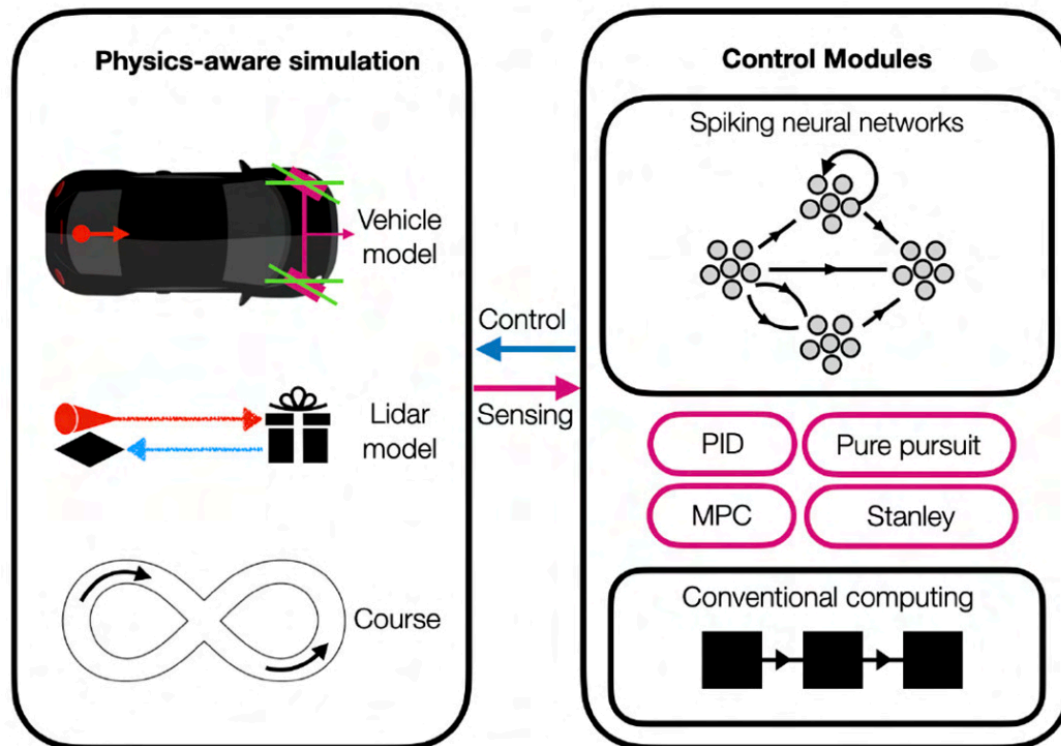 Physics-aware simulation
Vehicle
model
Lidar
model
Course
Control
Sensing
Control Modules
Spiking neural networks
PID
Pure pursuit
MPC
Stanley
Conventional computing